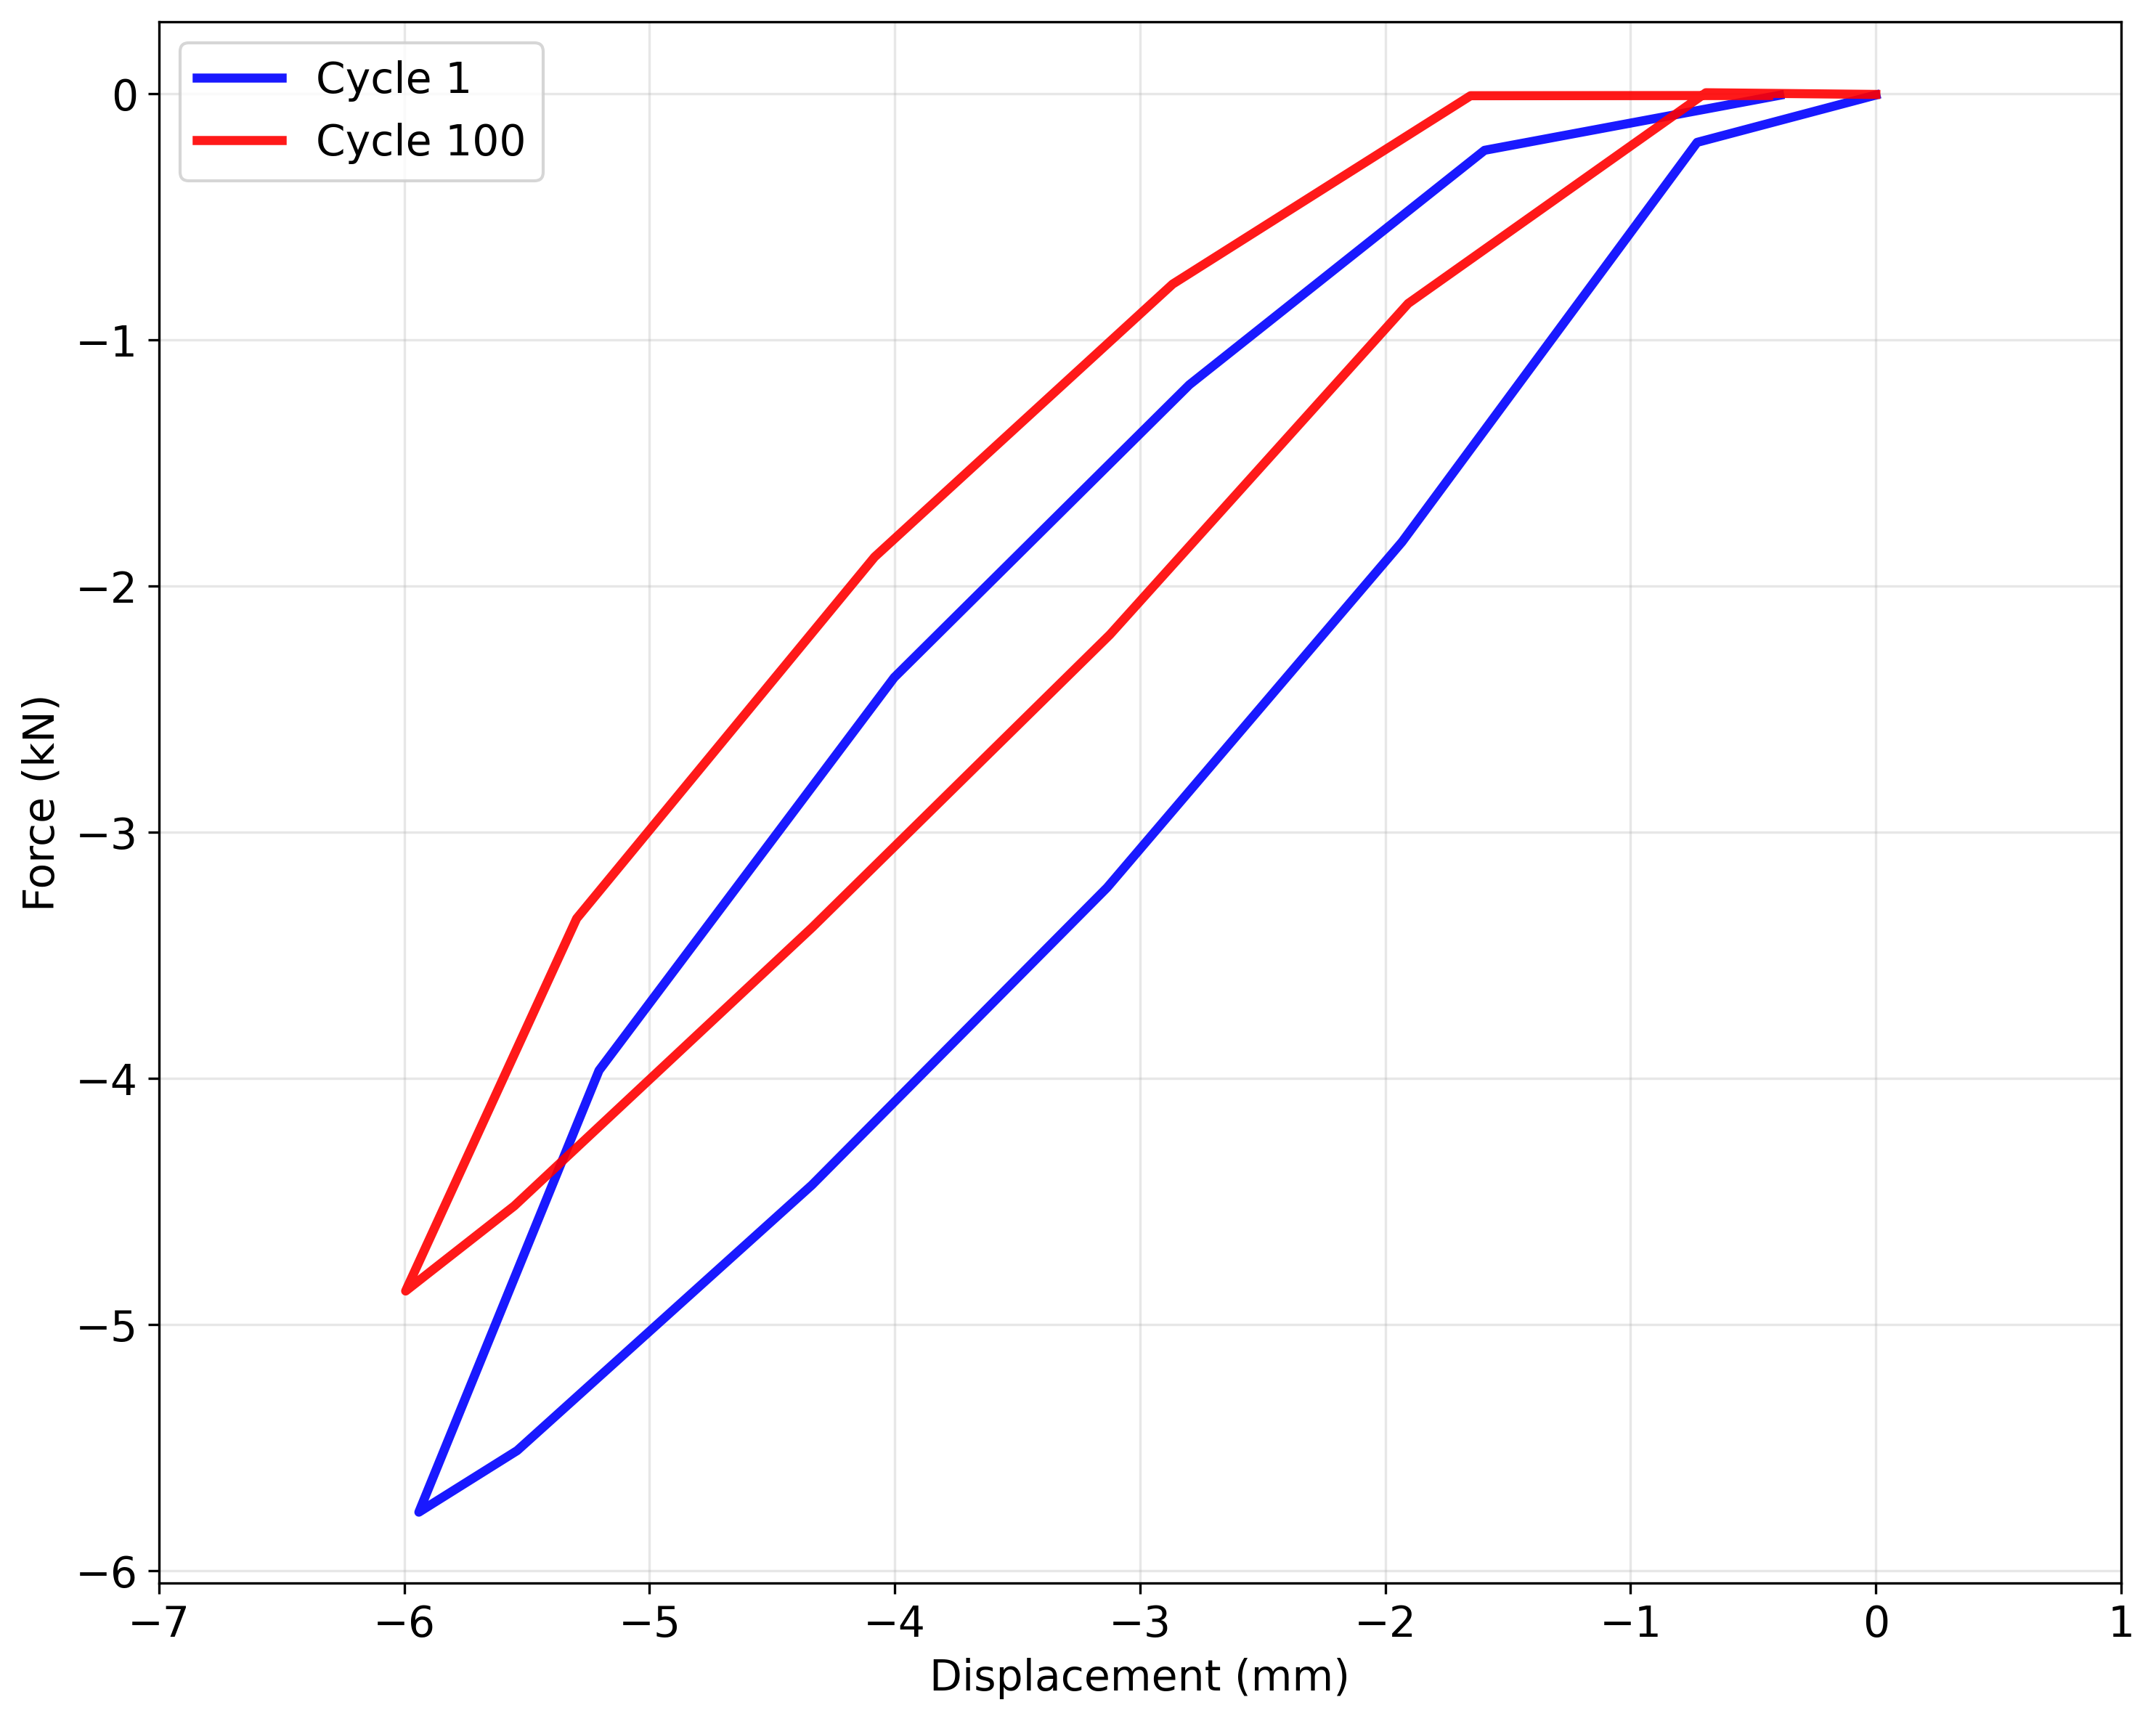 Cycle 1
Cycle 100
0
−1
−2
−3
−4
−5
−6
Force (kN)
−7 −6 −5 −4 −3 −2 −1 0 1
Displacement (mm)